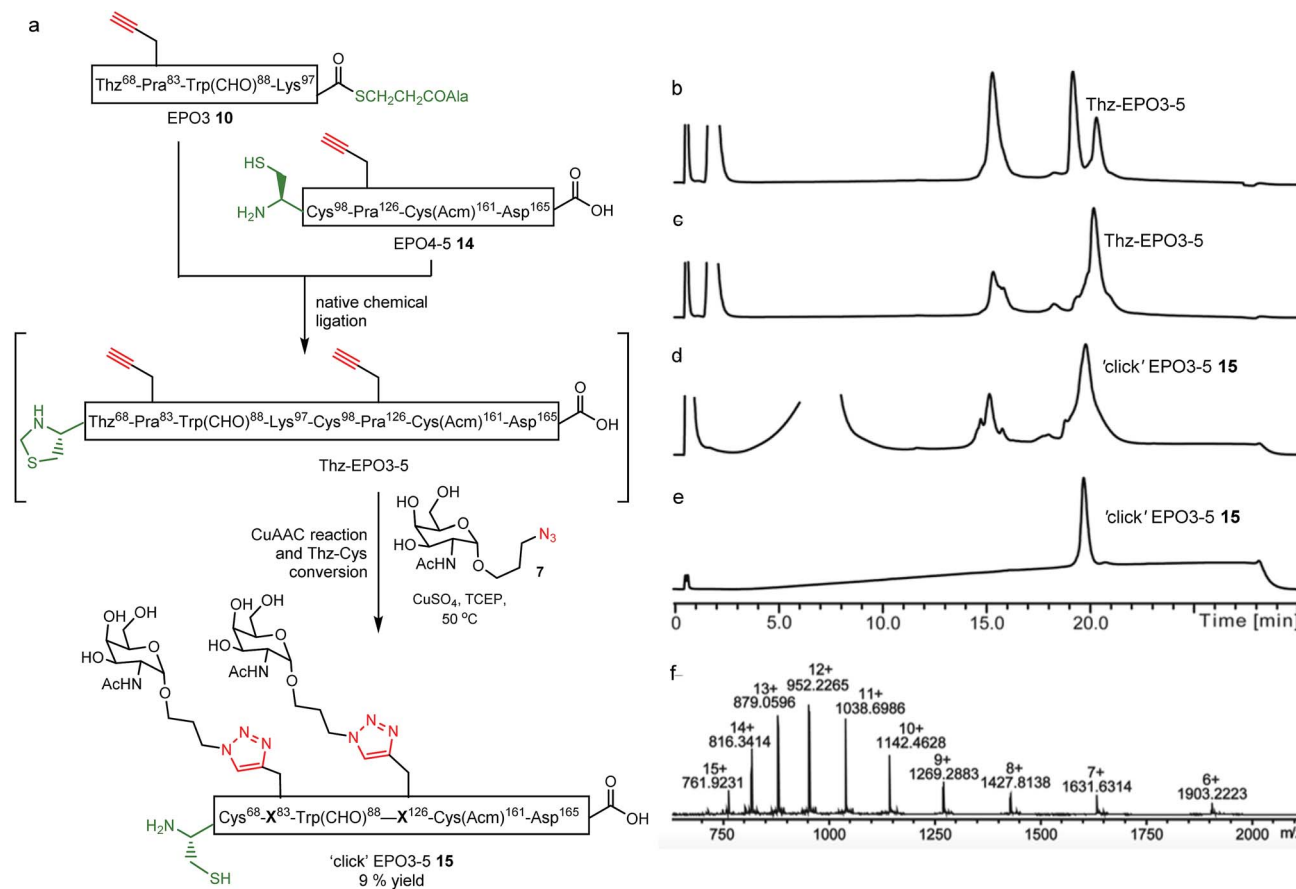 a
Thz⁶⁸-Pra⁸³-Trp(CHO)⁸⁸-Lys⁹⁷
O
SCH₂CH₂COAla
EPO3 10
HS
H₂N
Cys⁹⁸-Pra¹²⁶-Cys(Acm)¹⁶¹-Asp¹⁶⁵
O
OH
EPO4-5 14
native chemical
ligation
H
N
S
Thz⁶⁸-Pra⁸³-Trp(CHO)⁸⁸-Lys⁹⁷-Cys⁹⁸-Pra¹²⁶-Cys(Acm)¹⁶¹-Asp¹⁶⁵
O
OH
Thz-EPO3-5
CuAAC reaction
and Thz-Cys
conversion
HO
OH
O
HO
AcHN
O
N₃
7
CuSO₄, TCEP,
50 ºC
OH
OH
O
HO
AcHN
O
N
N
N
OH
OH
O
HO
AcHN
O
N
N
N
Cys⁶⁸-X⁸³-Trp(CHO)⁸⁸—X¹²⁶-Cys(Acm)¹⁶¹-Asp¹⁶⁵
O
OH
H₂N
SH
'click' EPO3-5 15
9 % yield
b
Thz-EPO3-5
c
Thz-EPO3-5
d
'click' EPO3-5 15
e
'click' EPO3-5 15
0 5.0 10.0 15.0 20.0 Time [min]
f
15+
761.9231
14+
816.3414
13+
879.0596
12+
952.2265
11+
1038.6986
10+
1142.4628
9+
1269.2883
8+
1427.8138
7+
1631.6314
6+
1903.2223
750 1000 1250 1500 1750 2000